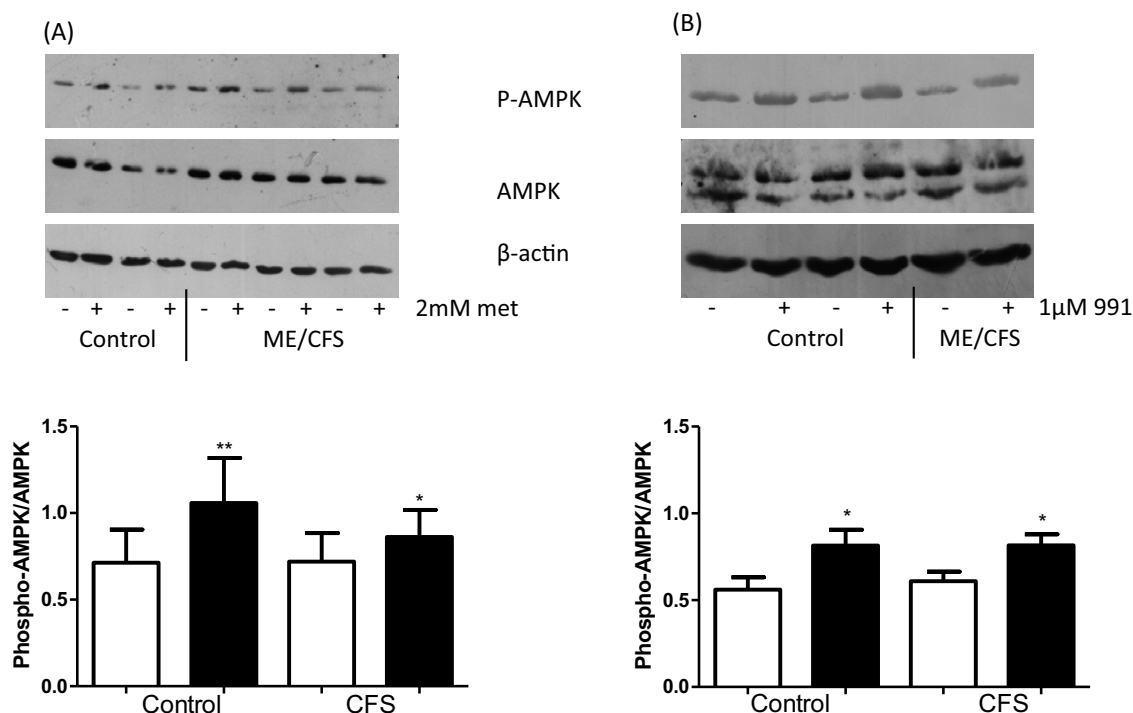 (A)
(B)
P-AMPK
AMPK
β-actin
- + - + - + - + - + 2mM met
Control ME/CFS
- + - + - + 1μM 991
Control ME/CFS
Phospho-AMPK/AMPK
1.5
1.0
0.5
0.0
** *
Control CFS
Phospho-AMPK/AMPK
1.5
1.0
0.5
0.0
* *
Control CFS